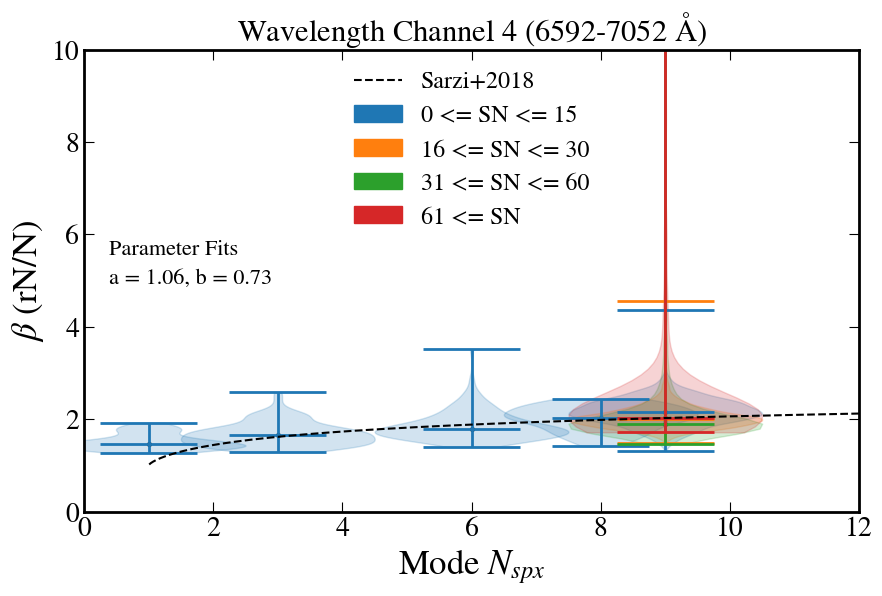 Wavelength Channel 4 (6592-7052 Å)
10
8
6
4
2
0
β (rN/N)
Sarzi+2018
0 <= SN <= 15
16 <= SN <= 30
31 <= SN <= 60
61 <= SN
Parameter Fits
a = 1.06, b = 0.73
0 2 4 6 8 10 12
Mode N_{spx}